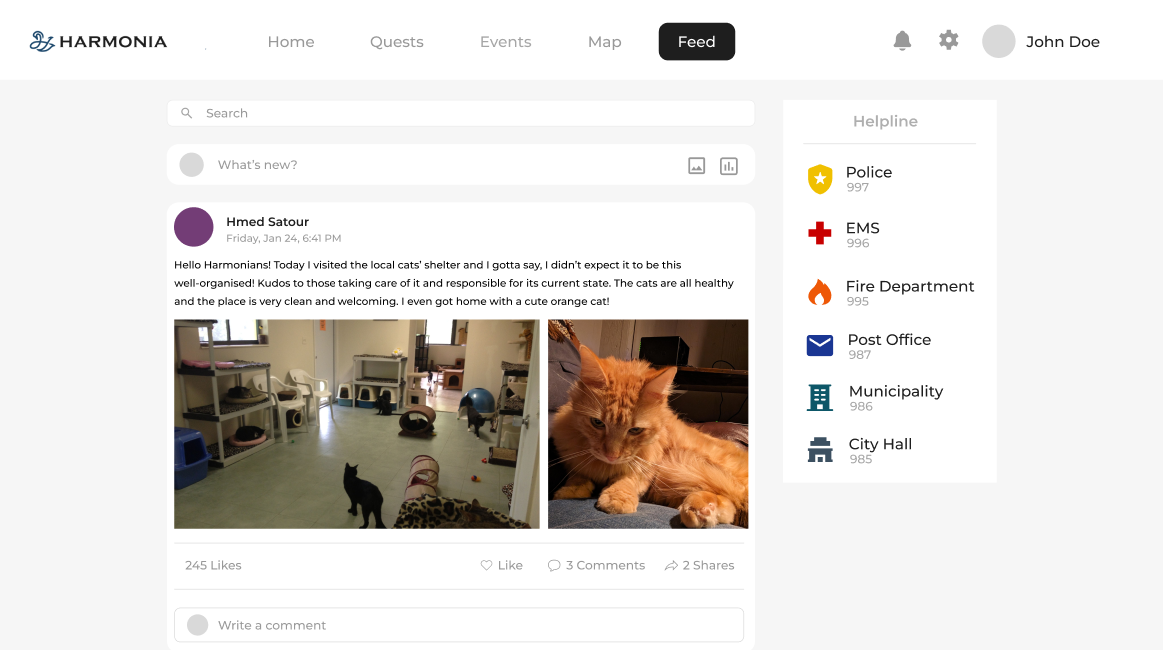 HARMONIA
Home
Quests
Events
Map
Feed
John Doe
Search
What's new?
Hmed Satour
Friday, Jan 24, 6:41 PM
Hello Harmonians! Today I visited the local cats' shelter and I gotta say, I didn't expect it to be this
well-organised! Kudos to those taking care of it and responsible for its current state. The cats are all healthy
and the place is very clean and welcoming. I even got home with a cute orange cat!
245 Likes
Like
3 Comments
2 Shares
Write a comment
Helpline
Police
997
EMS
996
Fire Department
995
Post Office
987
Municipality
986
City Hall
985